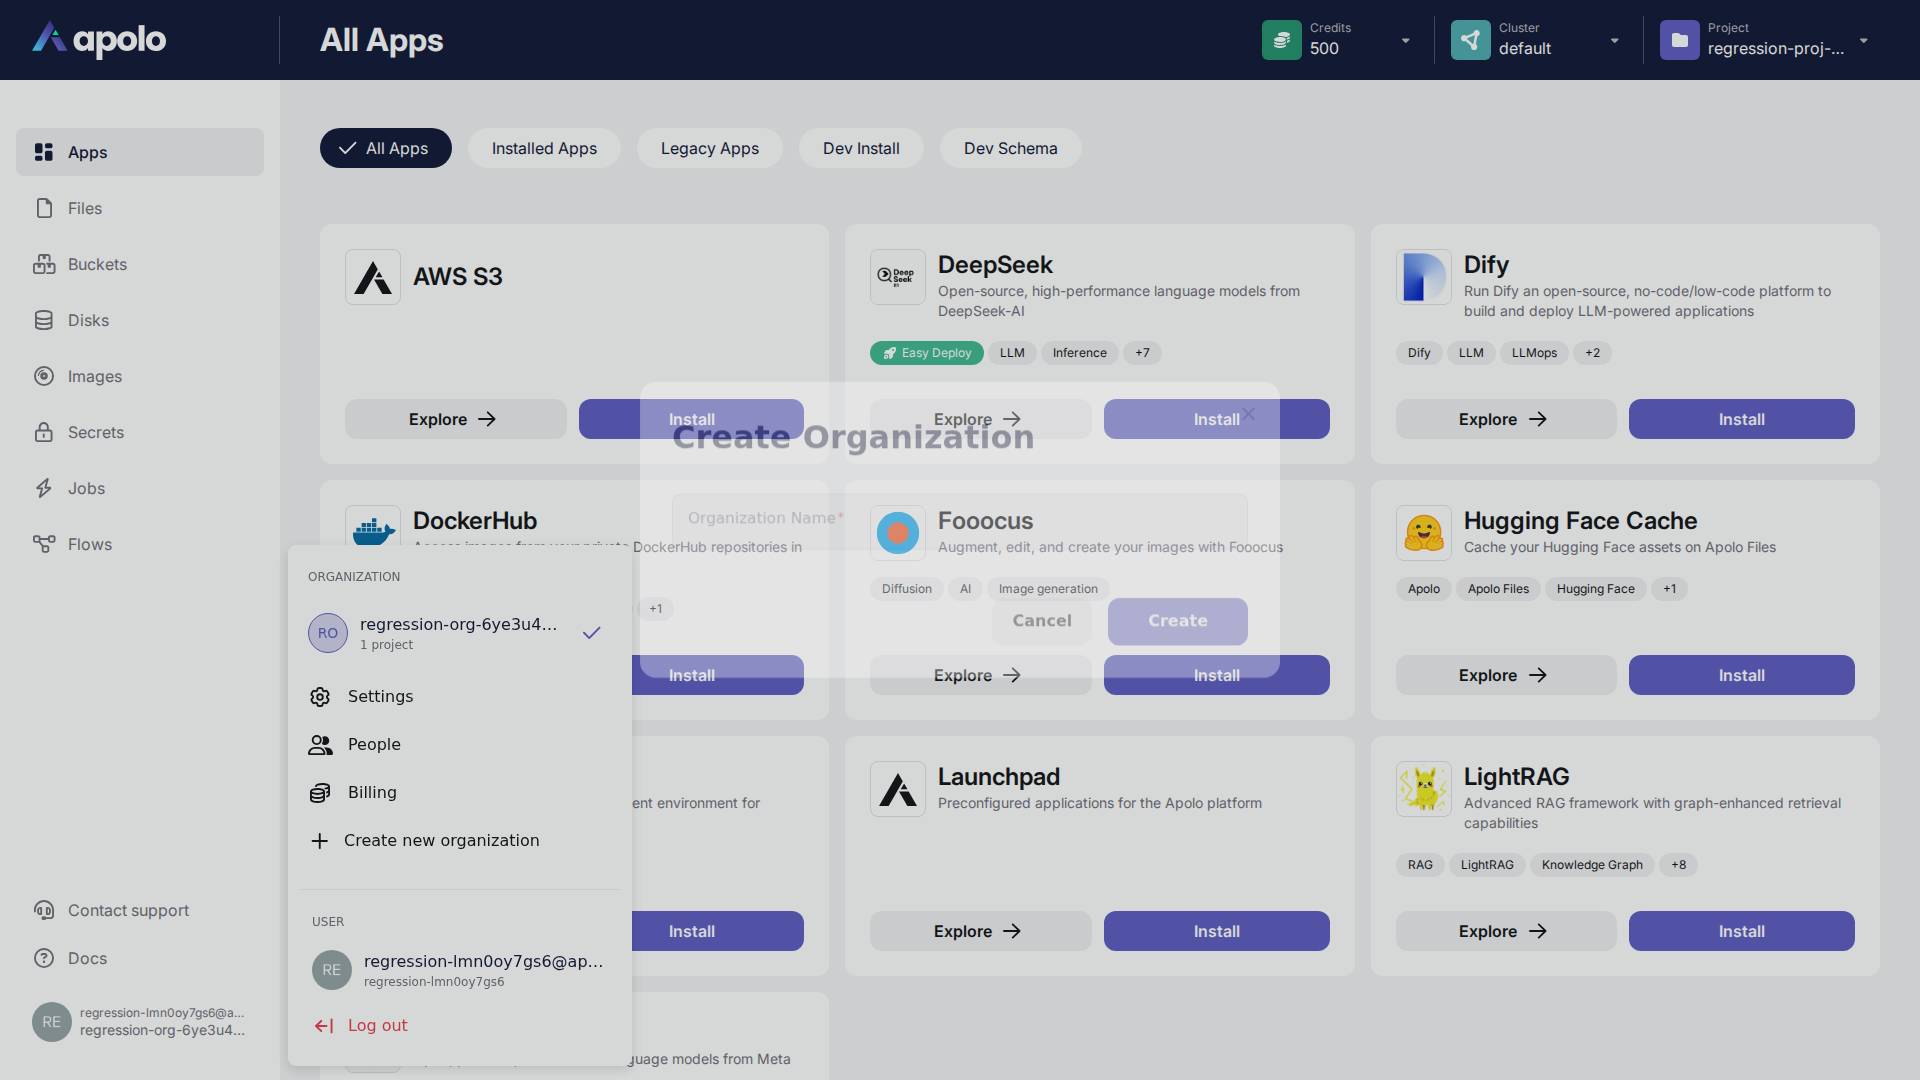 apolo
All Apps
Credits
500
Cluster
default
Project
regression-proj-...
Apps
Files
Buckets
Disks
Images
Secrets
Jobs
Flows
Contact support
Docs
RE
regression-lmn0oy7gs6@a...
regression-org-6ye3u4...
All Apps
Installed Apps
Legacy Apps
Dev Install
Dev Schema
AWS S3
Explore
Install
DeepSeek
Open-source, high-performance language models from
DeepSeek-AI
Easy Deploy
LLM
Inference
+7
Explore
Install
Dify
Run Dify an open-source, no-code/low-code platform to
build and deploy LLM-powered applications
Dify
LLM
LLMops
+2
Explore
Install
Create Organization
Organization Name*
Cancel
Create
DockerHub
Access images from your private DockerHub repositories in
+1
Install
Fooocus
Augment, edit, and create your images with Fooocus
Diffusion
AI
Image generation
Explore
Install
Hugging Face Cache
Cache your Hugging Face assets on Apolo Files
Apolo
Apolo Files
Hugging Face
+1
Explore
Install
ORGANIZATION
RO
regression-org-6ye3u4...
1 project
Settings
People
Billing
Create new organization
USER
RE
regression-lmn0oy7gs6@ap...
regression-lmn0oy7gs6
Log out
ent environment for
Install
Launchpad
Preconfigured applications for the Apolo platform
Explore
Install
LightRAG
Advanced RAG framework with graph-enhanced retrieval
capabilities
RAG
LightRAG
Knowledge Graph
+8
Explore
Install
guage models from Meta